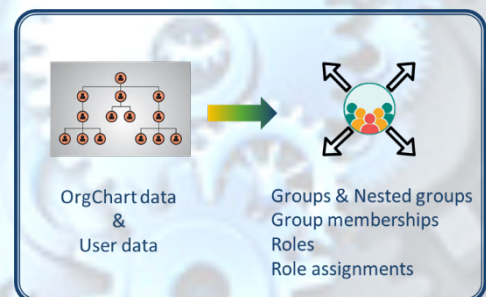 OrgChart data
&
User data
Groups & Nested groups
Group memberships
Roles
Role assignments